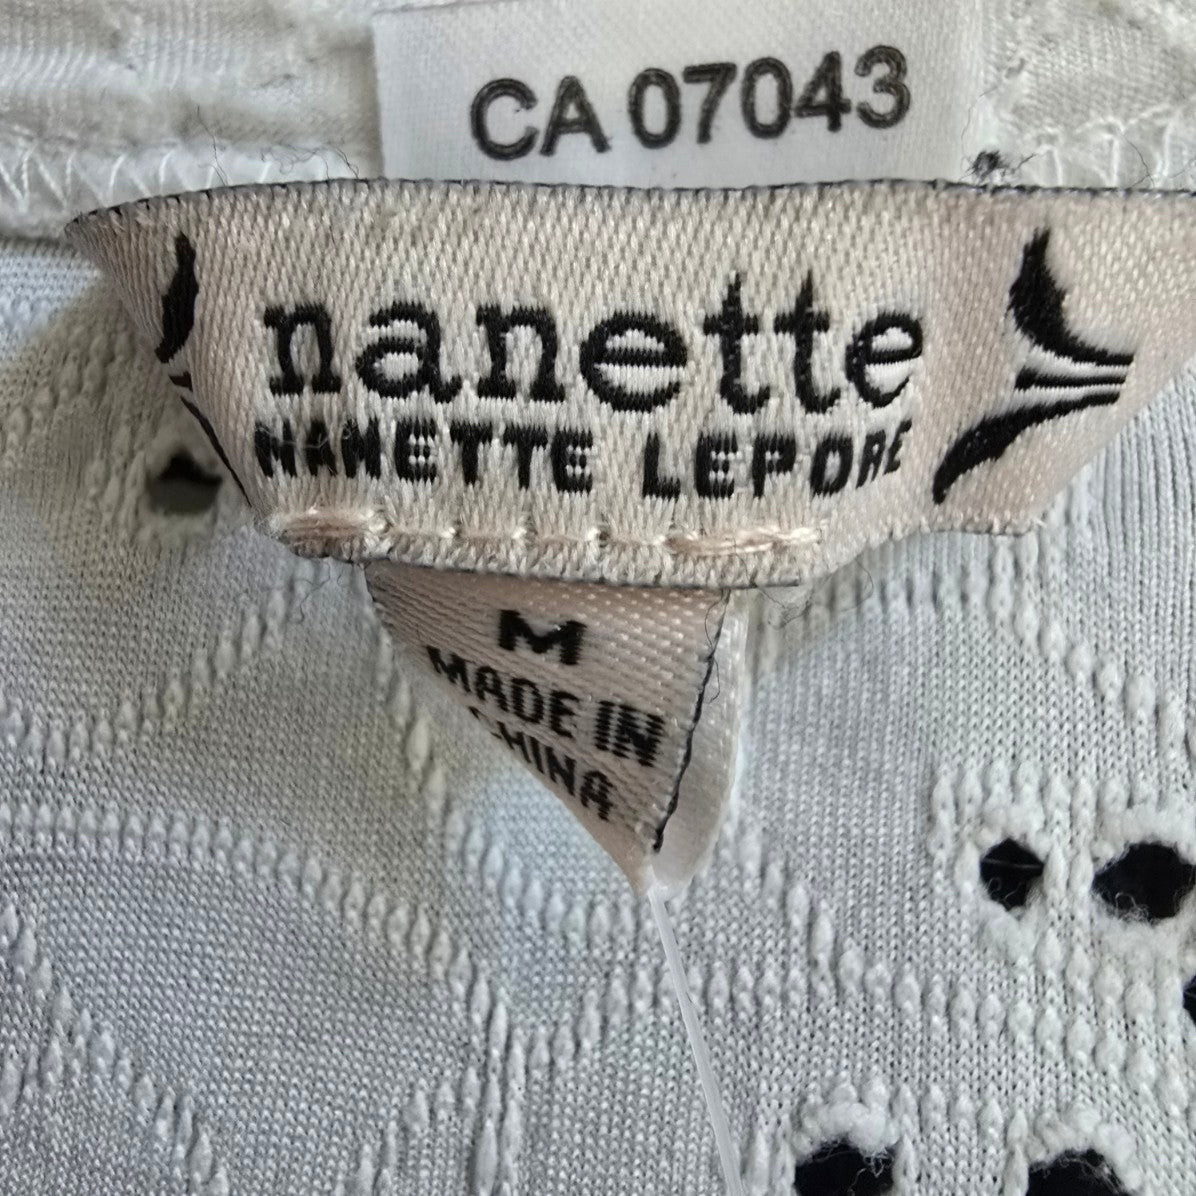 CA 07043
nanette
NANETTE LEPORE
M
MADE IN
CHINA